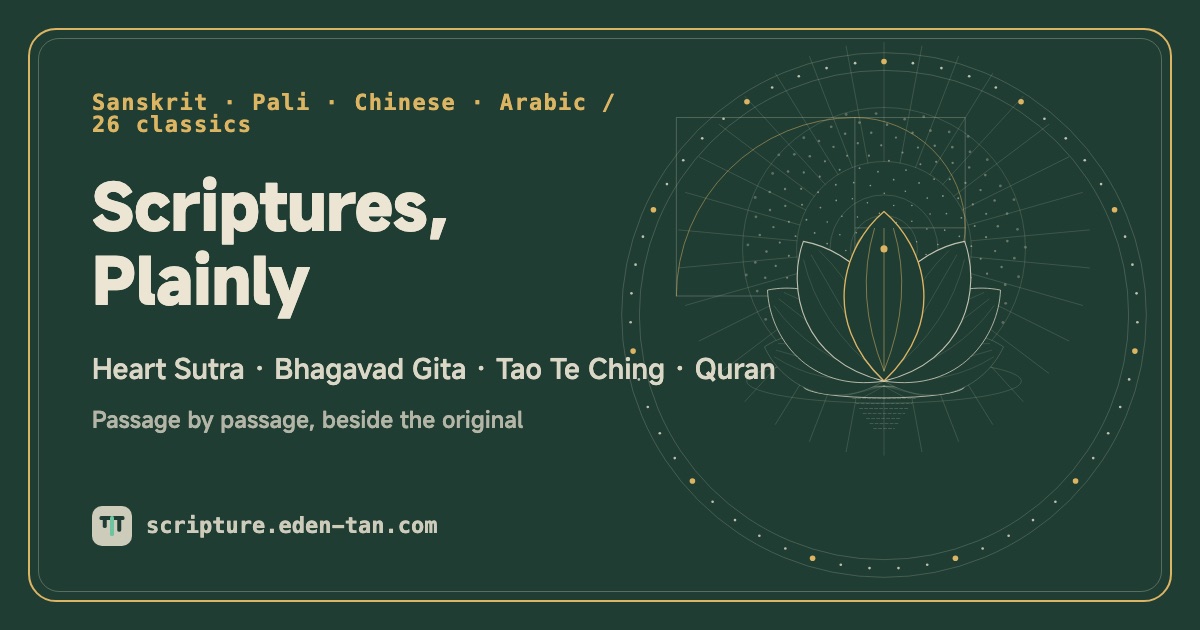 Sanskrit · Pali · Chinese · Arabic /
26 classics
Scriptures,
Plainly
Heart Sutra · Bhagavad Gita · Tao Te Ching · Quran
Passage by passage, beside the original
scripture.eden-tan.com